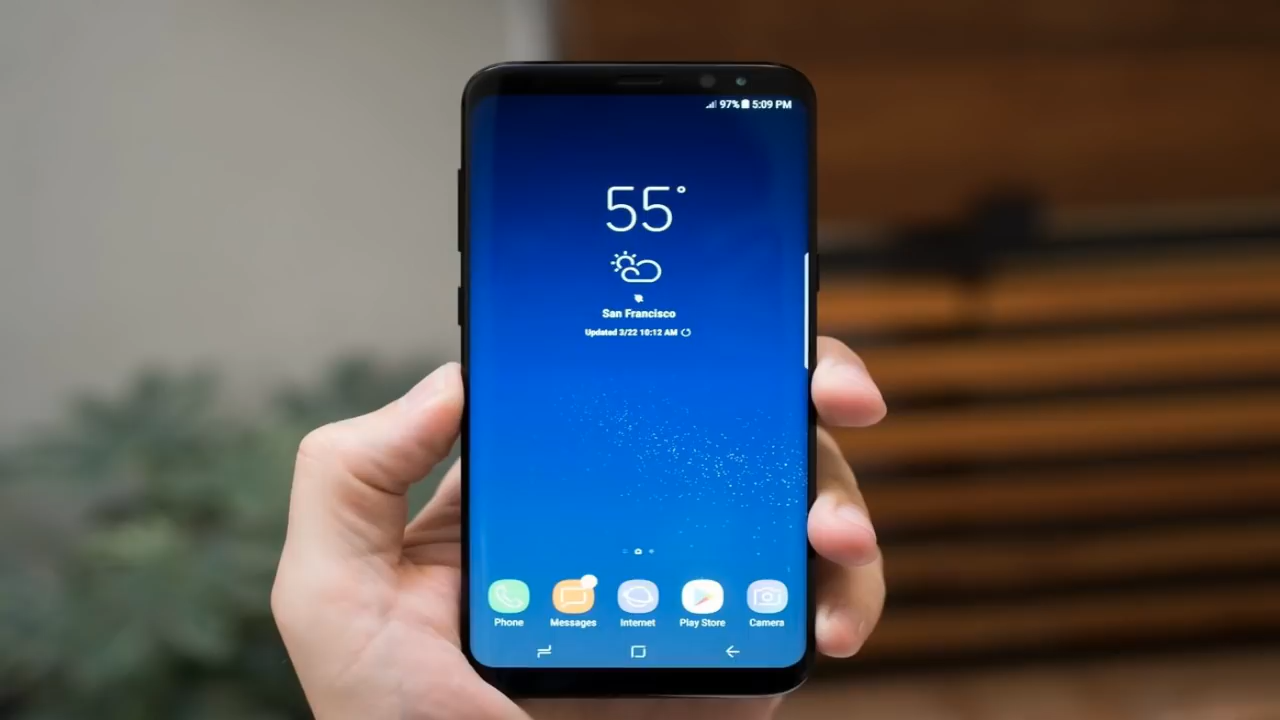 97% 5:09 PM
55°
San Francisco
Updated 3/22 10:12 AM
Phone Messages Internet Play Store Camera